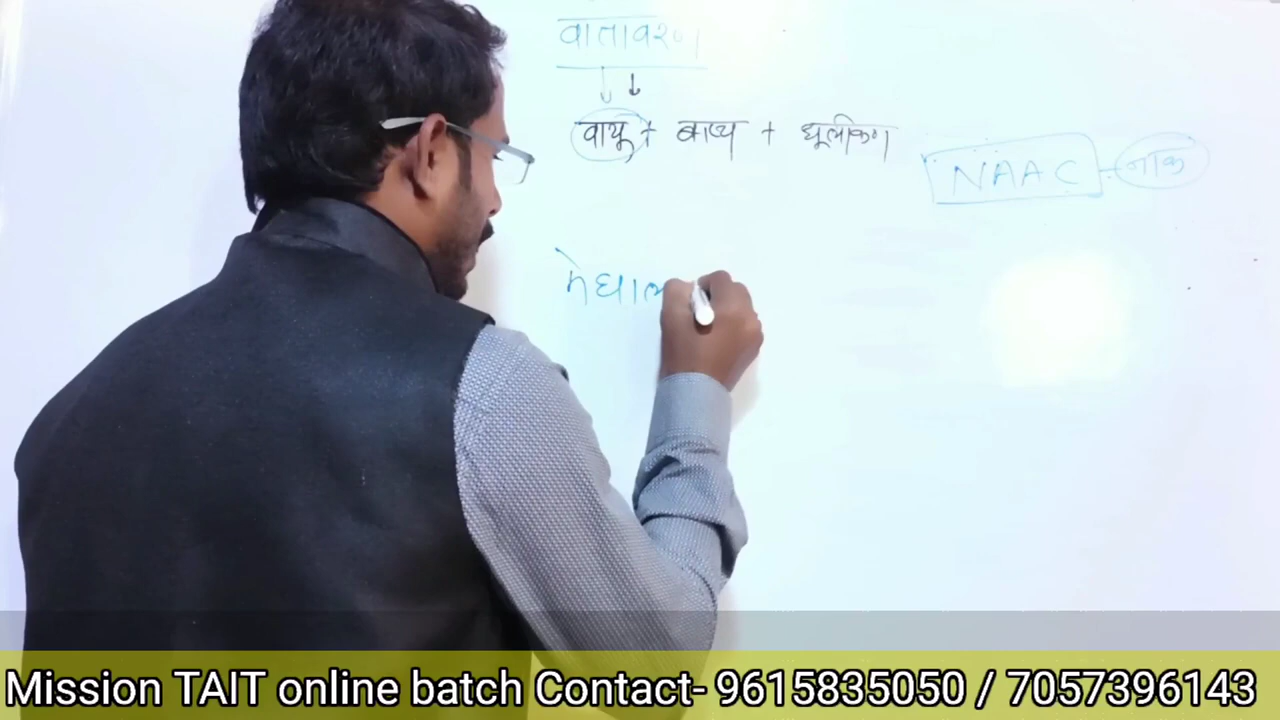 वातावरण
वायू + बाष्प + धूलीकण
NAAC - नाक
मेघाल
Mission TAIT online batch Contact- 9615835050 / 7057396143